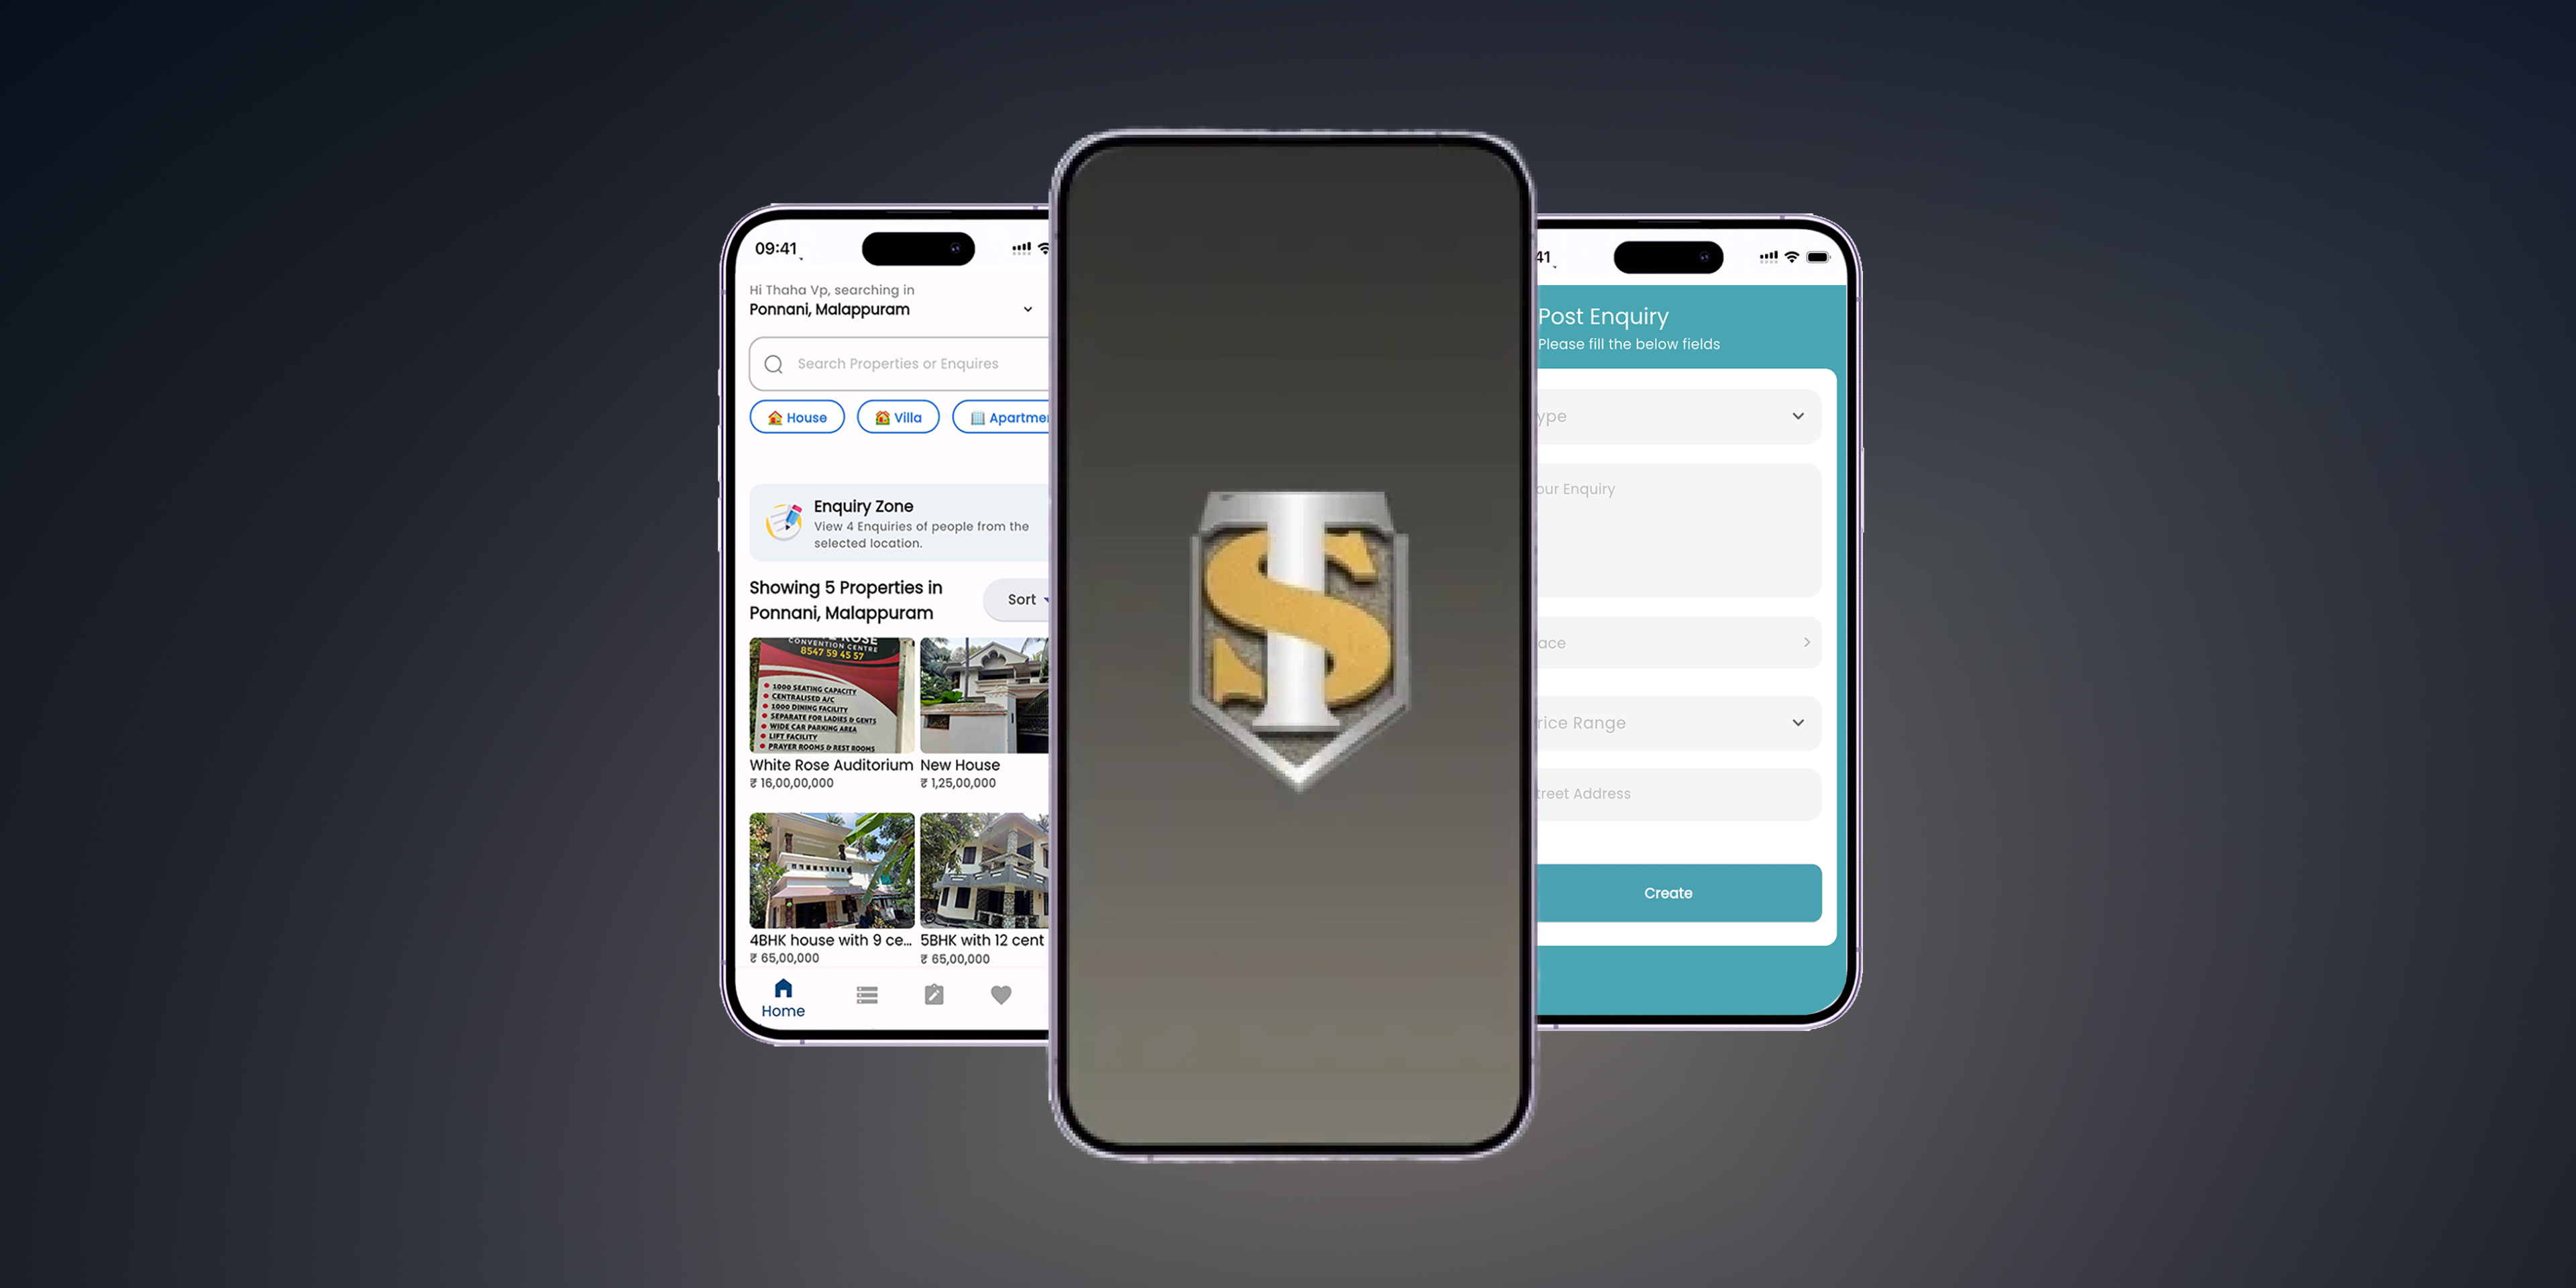 09:41
Hi Thaha Vp, searching in
Ponnani, Malappuram
Search Properties or Enquires
House
Villa
Apartmen
Enquiry Zone
View 4 Enquiries of people from the
selected location.
Showing 5 Properties in
Ponnani, Malappuram
Sort
ROSE
CONVENTION CENTRE
8547 59 45 57
1000 SEATING CAPACITY
CENTRALISED A/C
1000 DINING FACILITY
SEPARATE FOR LADIES & GENTS
WIDE CAR PARKING AREA
LIFT FACILITY
PRAYER ROOMS & REST ROOMS
White Rose Auditorium
₹ 16,00,00,000
New House
₹ 1,25,00,000
4BHK house with 9 ce...
₹ 65,00,000
5BHK with 12 cent
₹ 65,00,000
Home
TS
41
Post Enquiry
Please fill the below fields
ype
our Enquiry
ace
rice Range
treet Address
Create